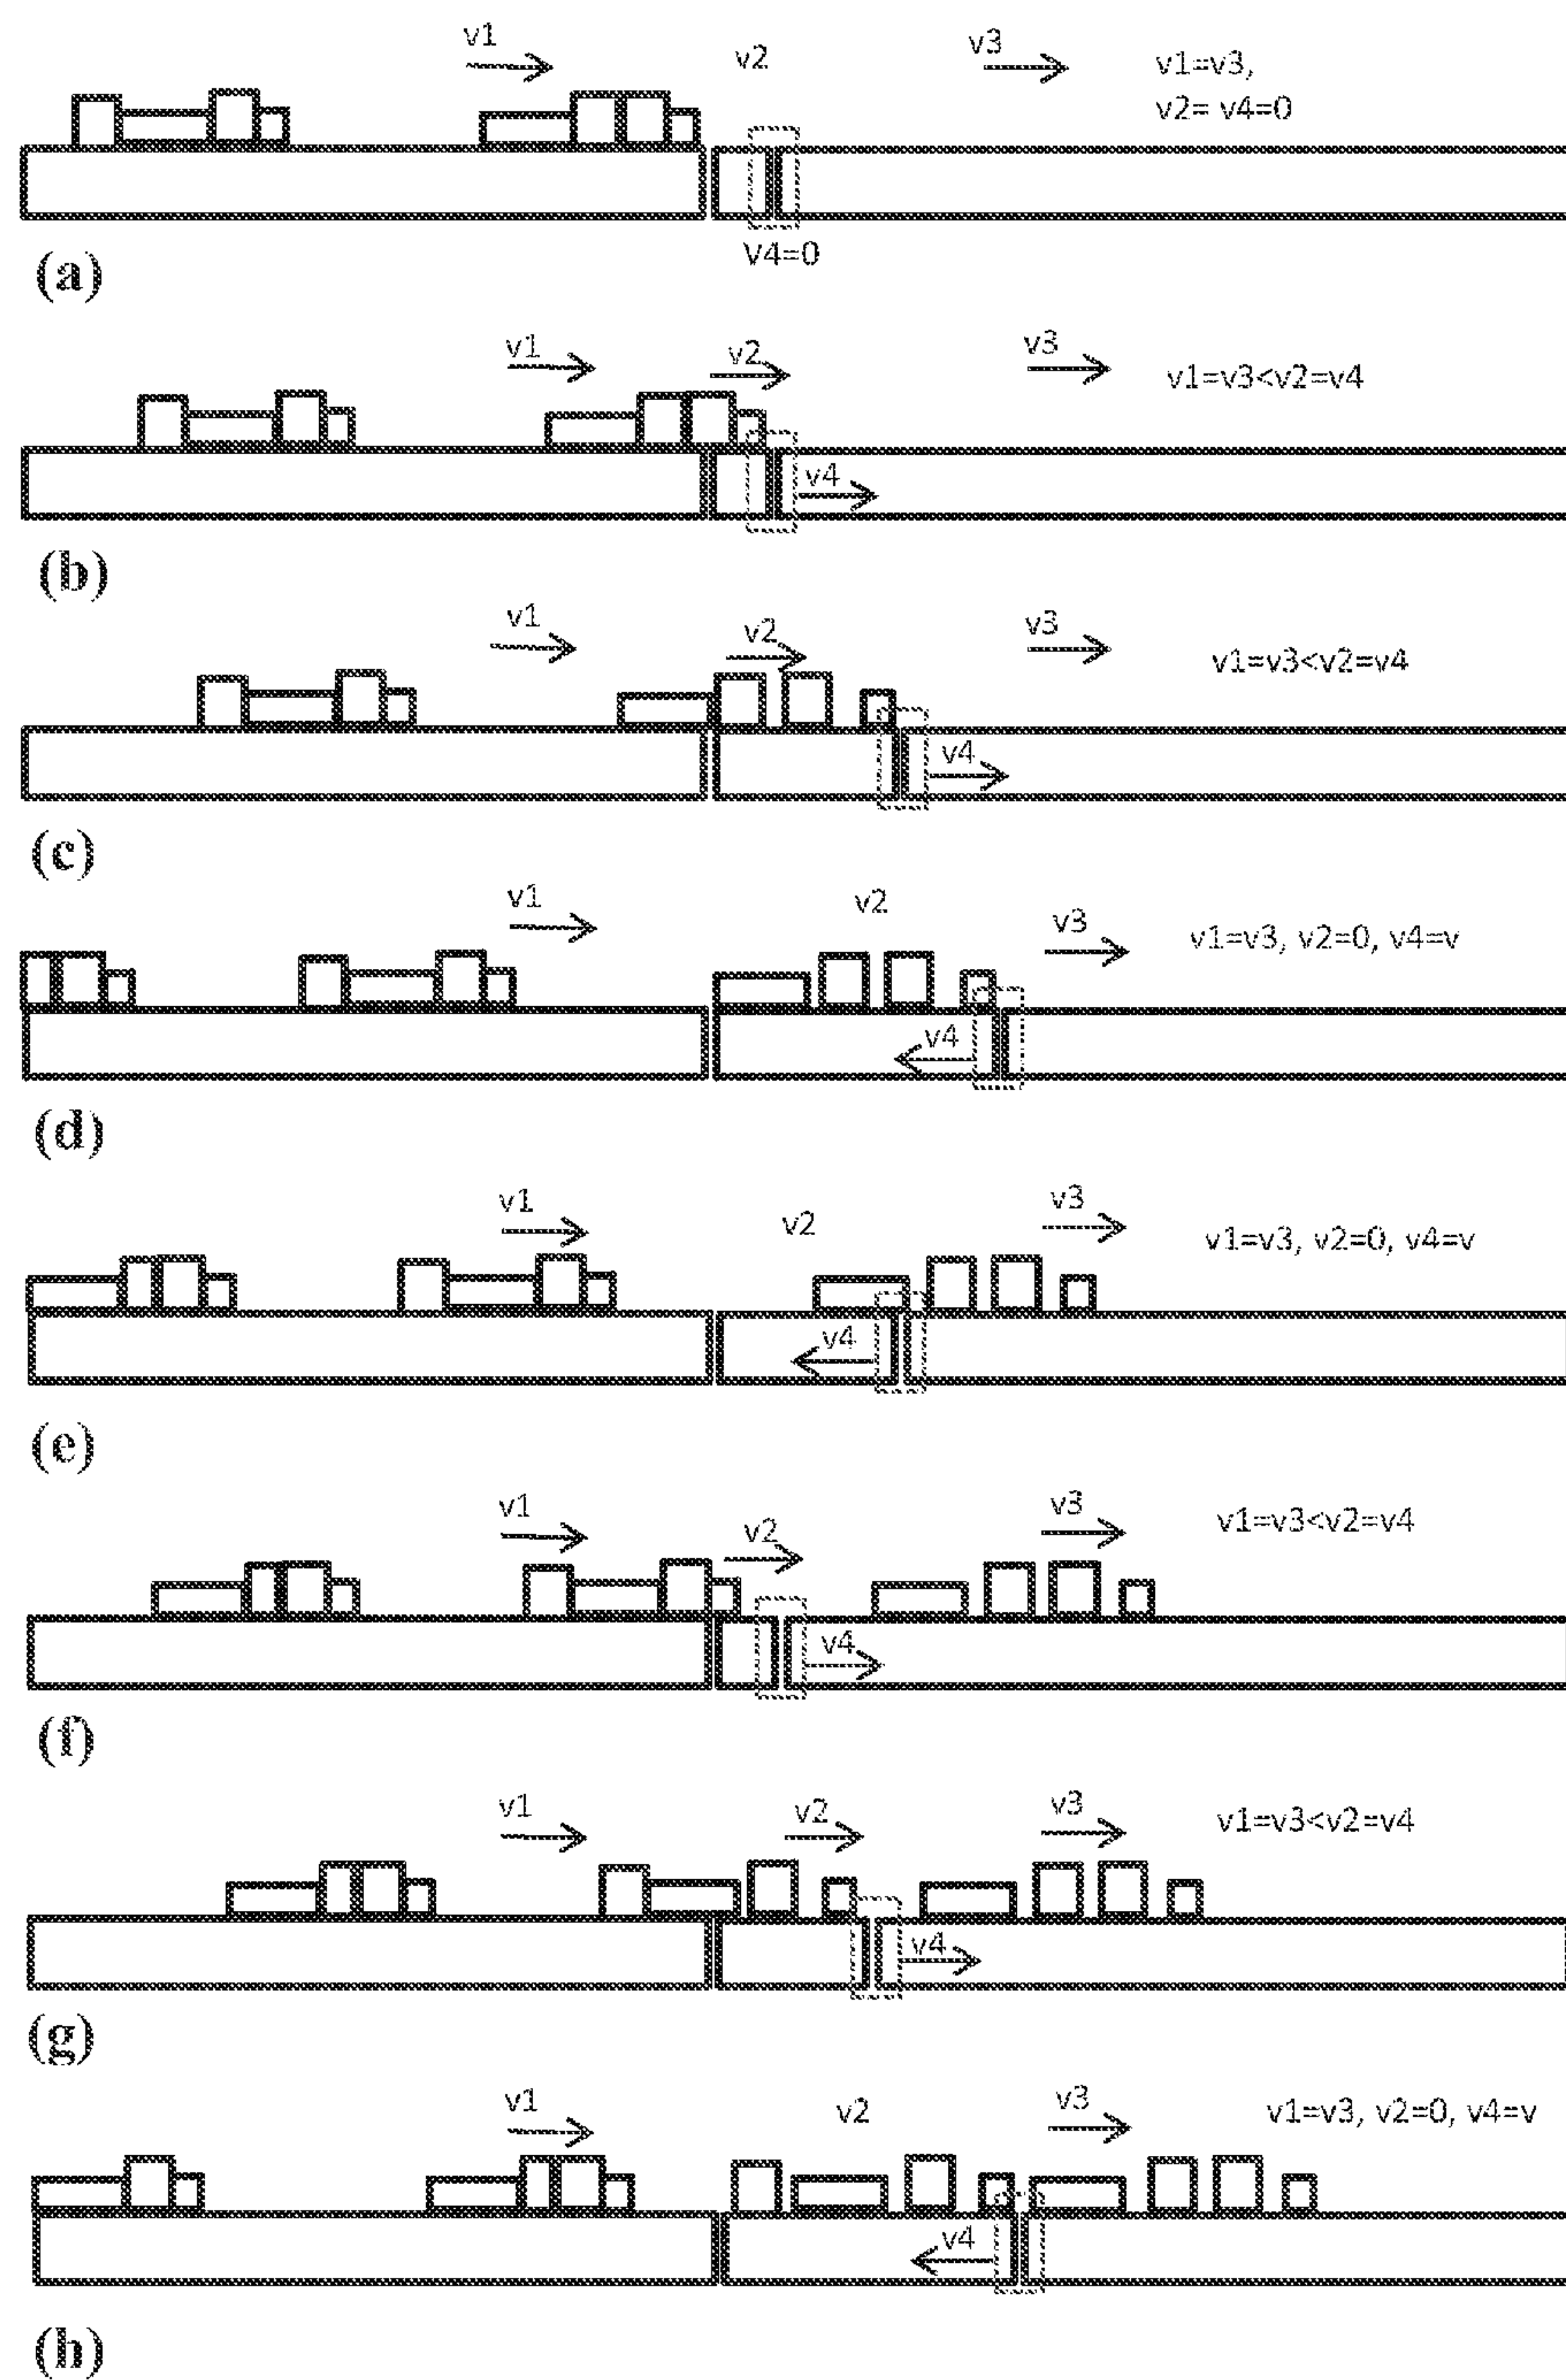 v1 v2 v3 v1=v3,
v2= v4=0
V4=0
(a)
v1 v2 v3 v1=v3<v2=v4
v4
(b)
v1 v2 v3 v1=v3<v2=v4
v4
(c)
v1 v2 v3 v1=v3, v2=0, v4=v
v4
(d)
v1 v2 v3 v1=v3, v2=0, v4=v
v4
(e)
v1 v2 v3 v1=v3<v2=v4
v4
(f)
v1 v2 v3 v1=v3<v2=v4
v4
(g)
v1 v2 v3 v1=v3, v2=0, v4=v
v4
(h)